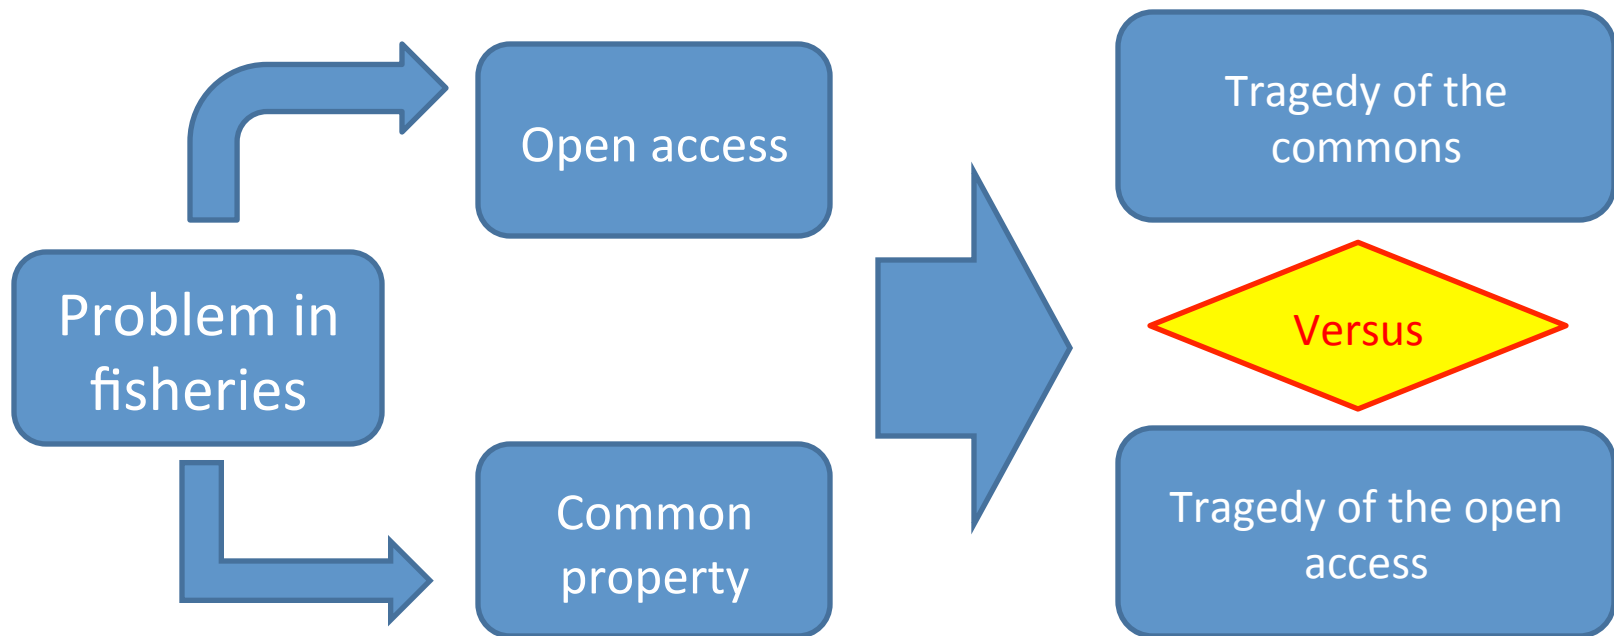 Problem in
fisheries
Open access
Common
property
Tragedy of the
commons
Versus
Tragedy of the open
access